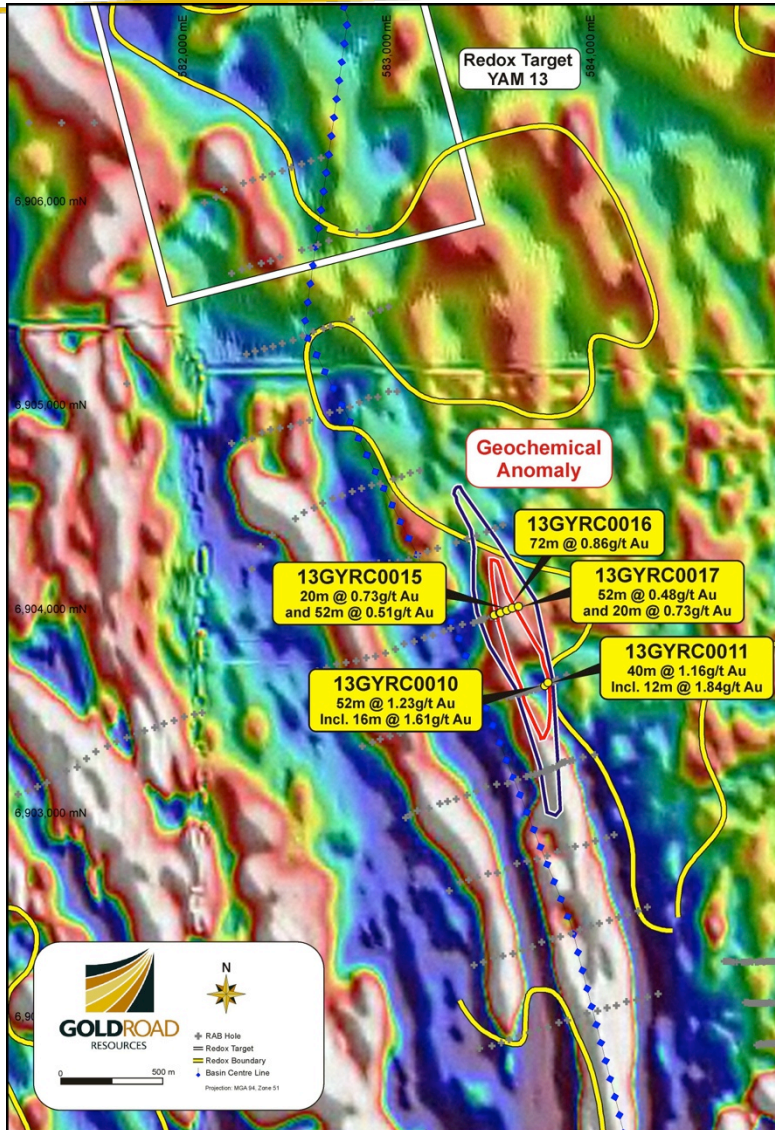 582,000 mE
583,000 mE
584,000 mE
Redox Target
YAM 13
6,906,000 mN
6,905,000 mN
Geochemical
Anomaly
13GYRC0016
72m @ 0.86g/t Au
13GYRC0015
20m @ 0.73g/t Au
and 52m @ 0.51g/t Au
13GYRC0017
52m @ 0.48g/t Au
and 20m @ 0.73g/t Au
6,904,000 mN
13GYRC0011
40m @ 1.16g/t Au
Incl. 12m @ 1.84g/t Au
13GYRC0010
52m @ 1.23g/t Au
Incl. 16m @ 1.61g/t Au
6,903,000 mN
N
GOLDROAD
RESOURCES
RAB Hole
Redox Target
Redox Boundary
Basin Centre Line
0 500 m
Projection: MGA 94, Zone 51